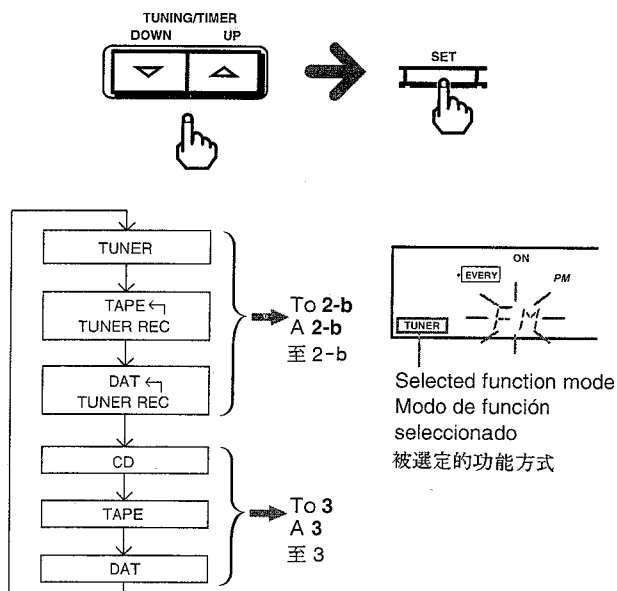 TUNING/TIMER
DOWN UP
SET
TUNER
TAPE
TUNER REC
DAT
TUNER REC
To 2-b
A 2-b
至 2-b
CD
TAPE
DAT
To 3
A 3
至 3
ON
EVERY
PM
FM
TUNER
Selected function mode
Modo de función
seleccionado
被選定的功能方式